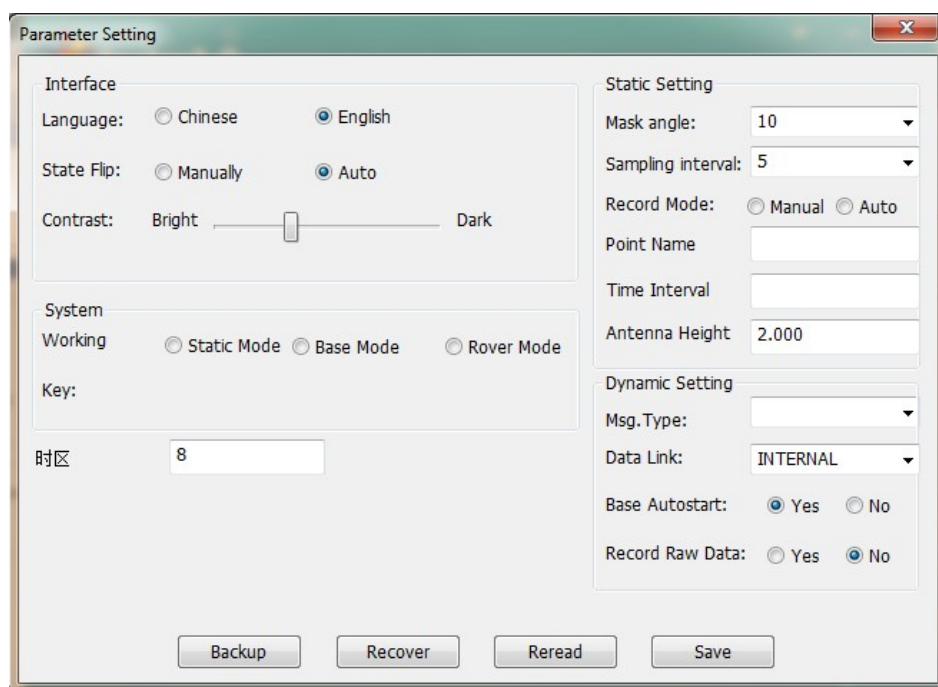 Parameter Setting
Interface
Language: Chinese English
State Flip: Manually Auto
Contrast: Bright Dark
System
Working Static Mode Base Mode Rover Mode
Key:
时区 8
Static Setting
Mask angle: 10
Sampling interval: 5
Record Mode: Manual Auto
Point Name
Time Interval
Antenna Height 2.000
Dynamic Setting
Msg.Type:
Data Link: INTERNAL
Base Autostart: Yes No
Record Raw Data: Yes No
Backup Recover Reread Save